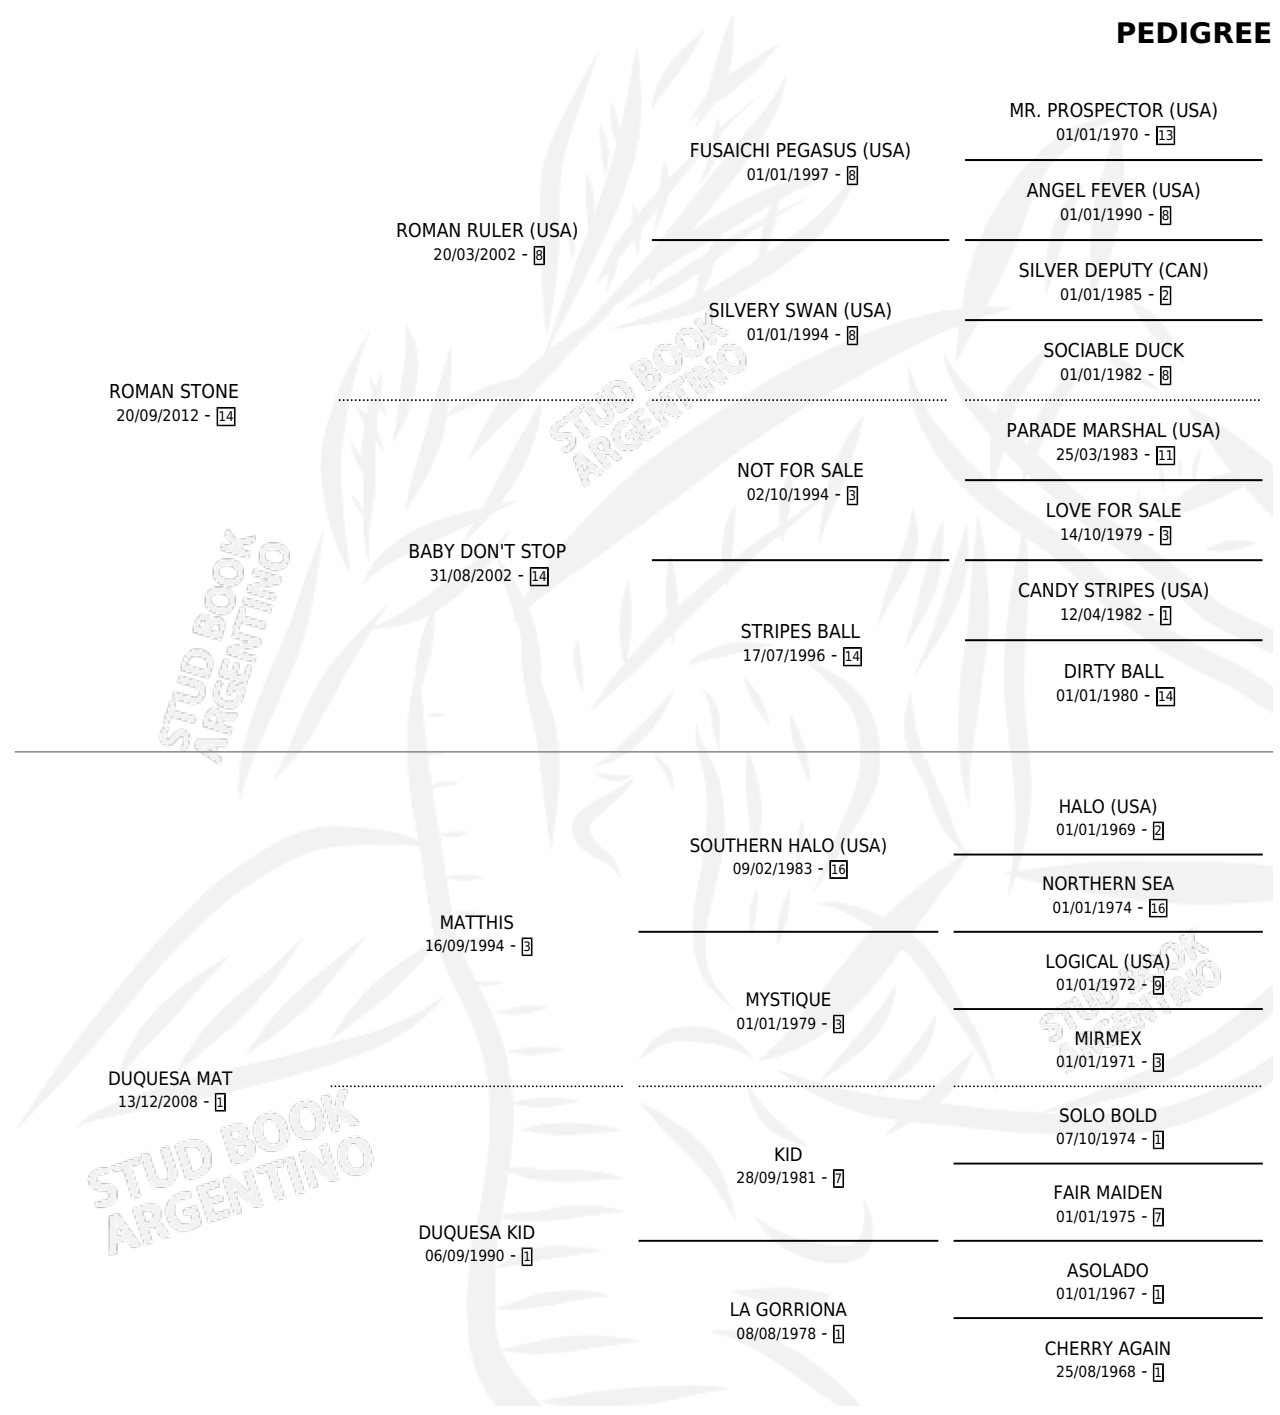 PEDIGREE
MR. PROSPECTOR (USA)
01/01/1970 - 13
FUSAICHI PEGASUS (USA)
01/01/1997 - 8
ANGEL FEVER (USA)
01/01/1990 - 8
ROMAN RULER (USA)
20/03/2002 - 8
SILVER DEPUTY (CAN)
01/01/1985 - 2
SILVERY SWAN (USA)
01/01/1994 - 8
SOCIABLE DUCK
01/01/1982 - 8
STUD BOOK
ARGENTINO
ROMAN STONE
20/09/2012 - 14
PARADE MARSHAL (USA)
25/03/1983 - 11
NOT FOR SALE
02/10/1994 - 3
LOVE FOR SALE
14/10/1979 - 3
BABY DON'T STOP
31/08/2002 - 14
CANDY STRIPES (USA)
12/04/1982 - 1
STRIPES BALL
17/07/1996 - 14
DIRTY BALL
01/01/1980 - 14
STUD BOOK
ARGENTINO
HALO (USA)
01/01/1969 - 2
SOUTHERN HALO (USA)
09/02/1983 - 16
NORTHERN SEA
01/01/1974 - 16
MATTHIS
16/09/1994 - 3
LOGICAL (USA)
01/01/1972 - 9
MYSTIQUE
01/01/1979 - 3
MIRMEX
01/01/1971 - 3
STUD BOOK
ARGENTINO
DUQUESA MAT
13/12/2008 - 1
SOLO BOLD
07/10/1974 - 1
KID
28/09/1981 - 7
FAIR MAIDEN
01/01/1975 - 7
STUD BOOK
ARGENTINO
DUQUESA KID
06/09/1990 - 1
ASOLADO
01/01/1967 - 1
LA GORRIONA
08/08/1978 - 1
CHERRY AGAIN
25/08/1968 - 1